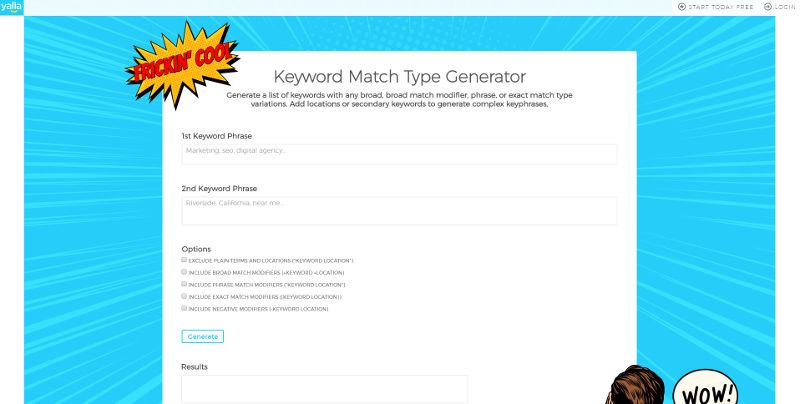 yalla
START TODAY FREE
LOGIN
FRICKIN' COOL
Keyword Match Type Generator
Generate a list of keywords with any broad, broad match modifier, phrase, or exact match type
variations. Add locations or secondary keywords to generate complex keyphrases.
1st Keyword Phrase
Marketing, seo, digital agency...
2nd Keyword Phrase
Riverside, California, near me...
Options
EXCLUDE PLAIN TERMS AND LOCATIONS ("KEYWORD LOCATION")
INCLUDE BROAD MATCH MODIFIERS (+KEYWORD +LOCATION)
INCLUDE PHRASE MATCH MODIFIERS ("KEYWORD LOCATION")
INCLUDE EXACT MATCH MODIFIERS ([KEYWORD LOCATION])
INCLUDE NEGATIVE MODIFIERS (-KEYWORD LOCATION)
Generate
Results
WOW!